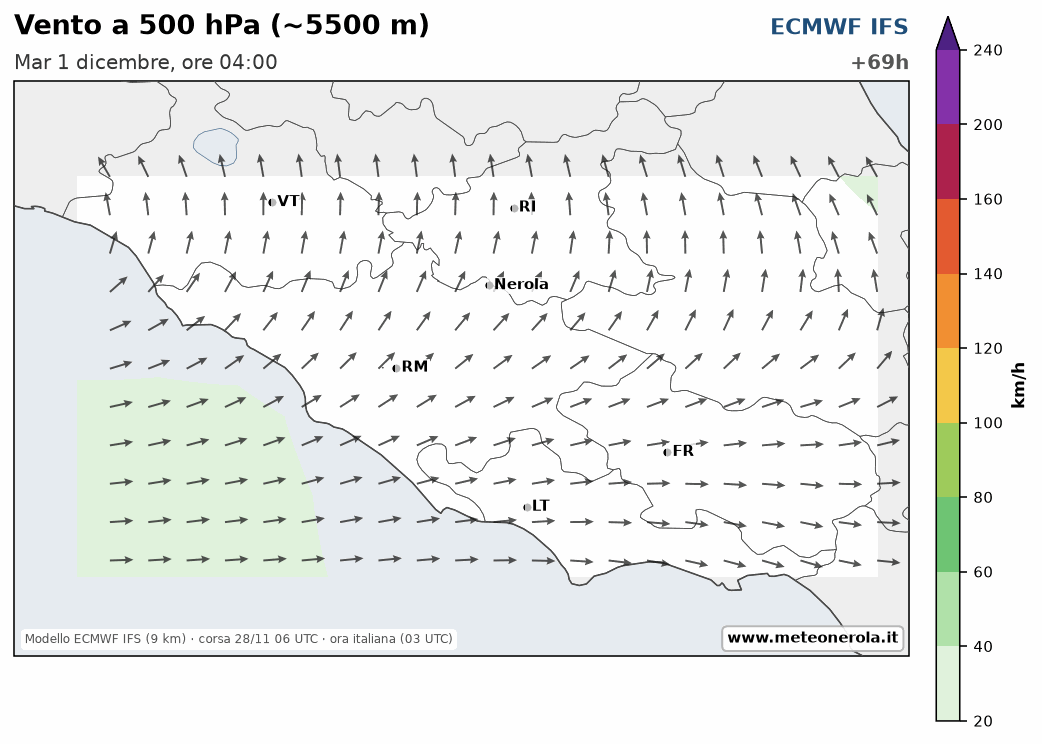 Vento a 500 hPa (~5500 m)
ECMWF IFS
Mar 1 dicembre, ore 04:00
+69h
240
200
160
140
120
100
80
60
40
20
km/h
VT
RI
Nerola
RM
FR
LT
Modello ECMWF IFS (9 km) · corsa 28/11 06 UTC · ora italiana (03 UTC)
www.meteonerola.it